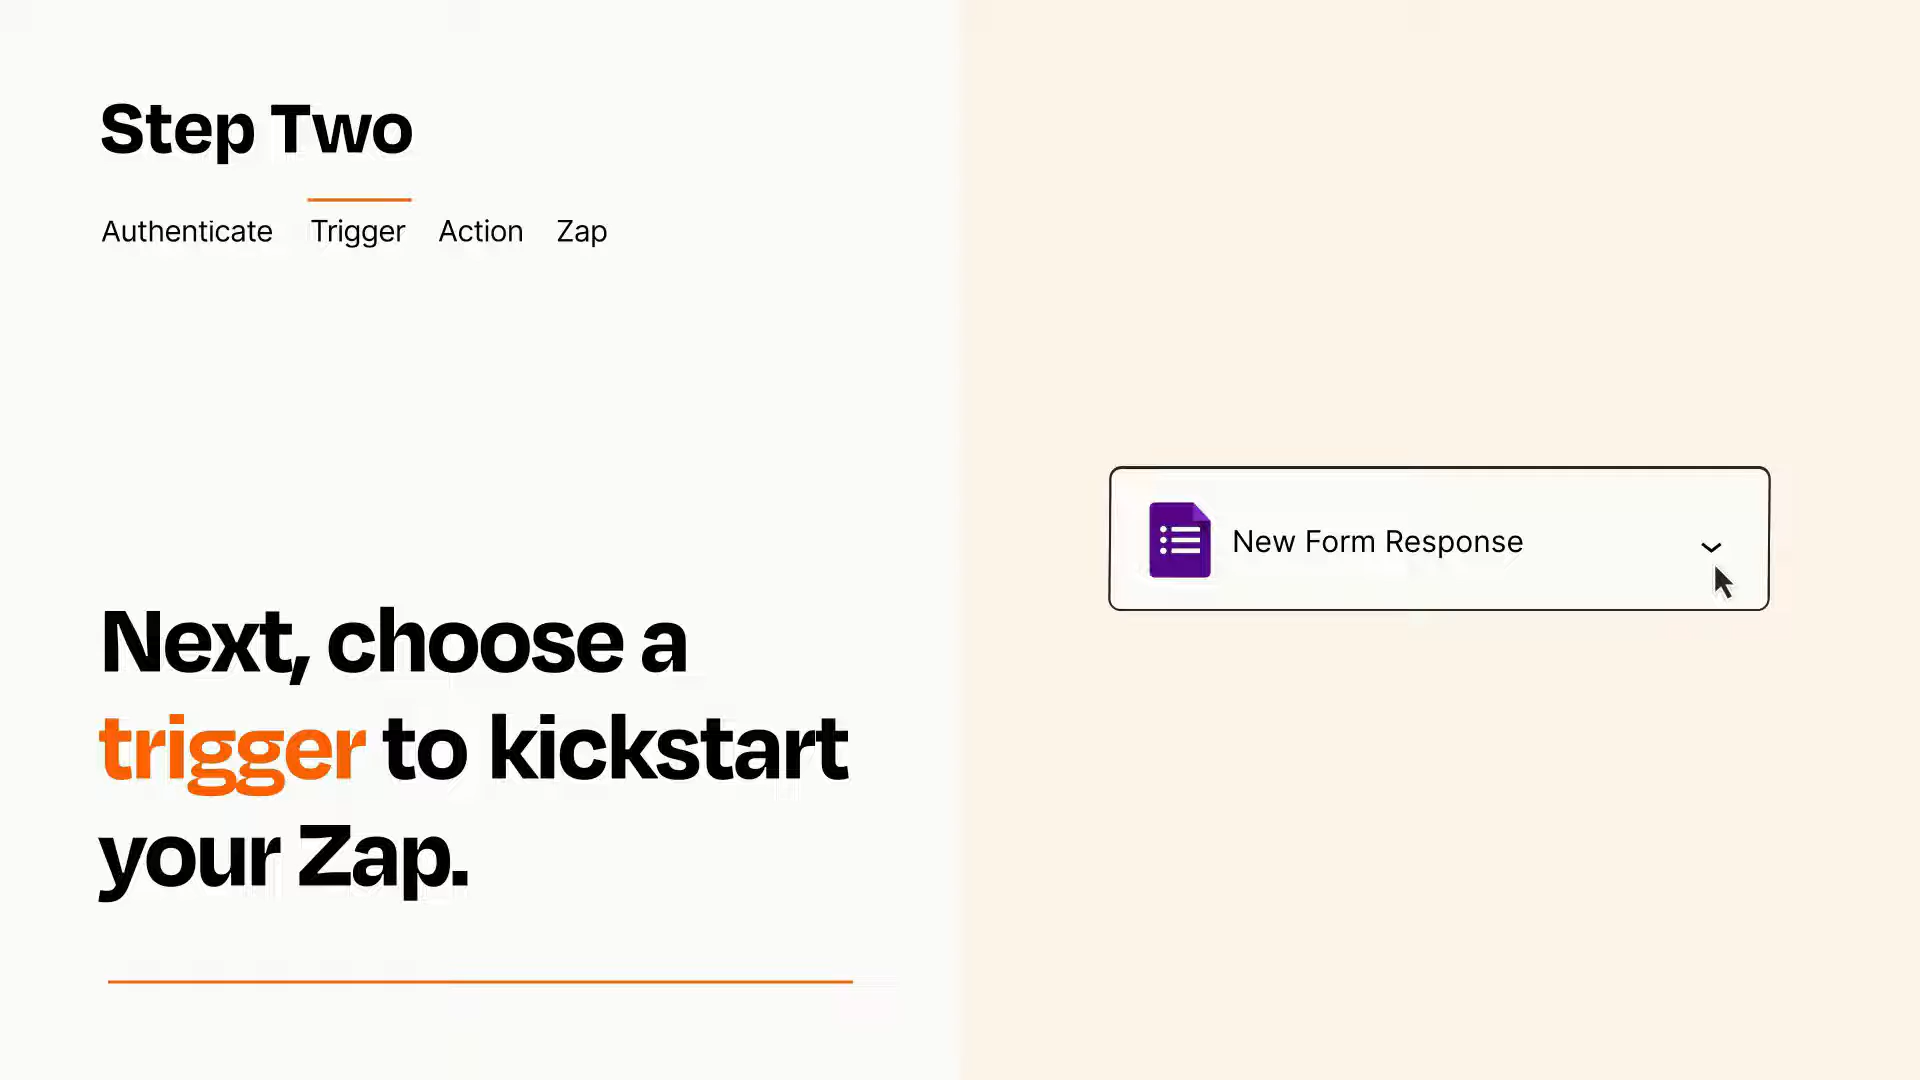 Step Two
Authenticate Trigger Action Zap
Next, choose a
trigger to kickstart
your Zap.
New Form Response